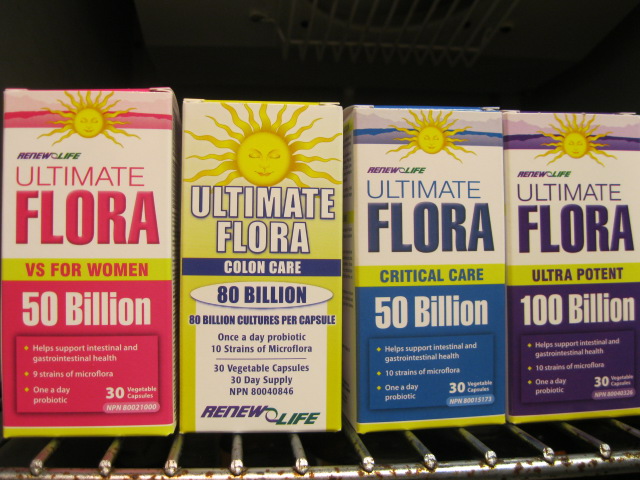 RENEW LIFE
ULTIMATE
FLORA
VS FOR WOMEN
50 Billion
Helps support intestinal and
gastrointestinal health
9 strains of microflora
One a day
probiotic
30 Vegetable
Capsules
NPN 80021000
ULTIMATE
FLORA
COLON CARE
80 BILLION
80 BILLION CULTURES PER CAPSULE
Once a day probiotic
10 Strains of Microflora
30 Vegetable Capsules
30 Day Supply
NPN 80040846
RENEW LIFE
RENEW LIFE
ULTIMATE
FLORA
CRITICAL CARE
50 Billion
Helps support intestinal and
gastrointestinal health
10 strains of microflora
One a day
probiotic
30 Vegetable
Capsules
NPN 80015173
RENEW LIFE
ULTIMATE
FLORA
ULTRA POTENT
100 Billion
Helps support intestinal and
gastrointestinal health
10 strains of microflora
One a day
probiotic
30 Vegetable
Capsules
NPN 80040326